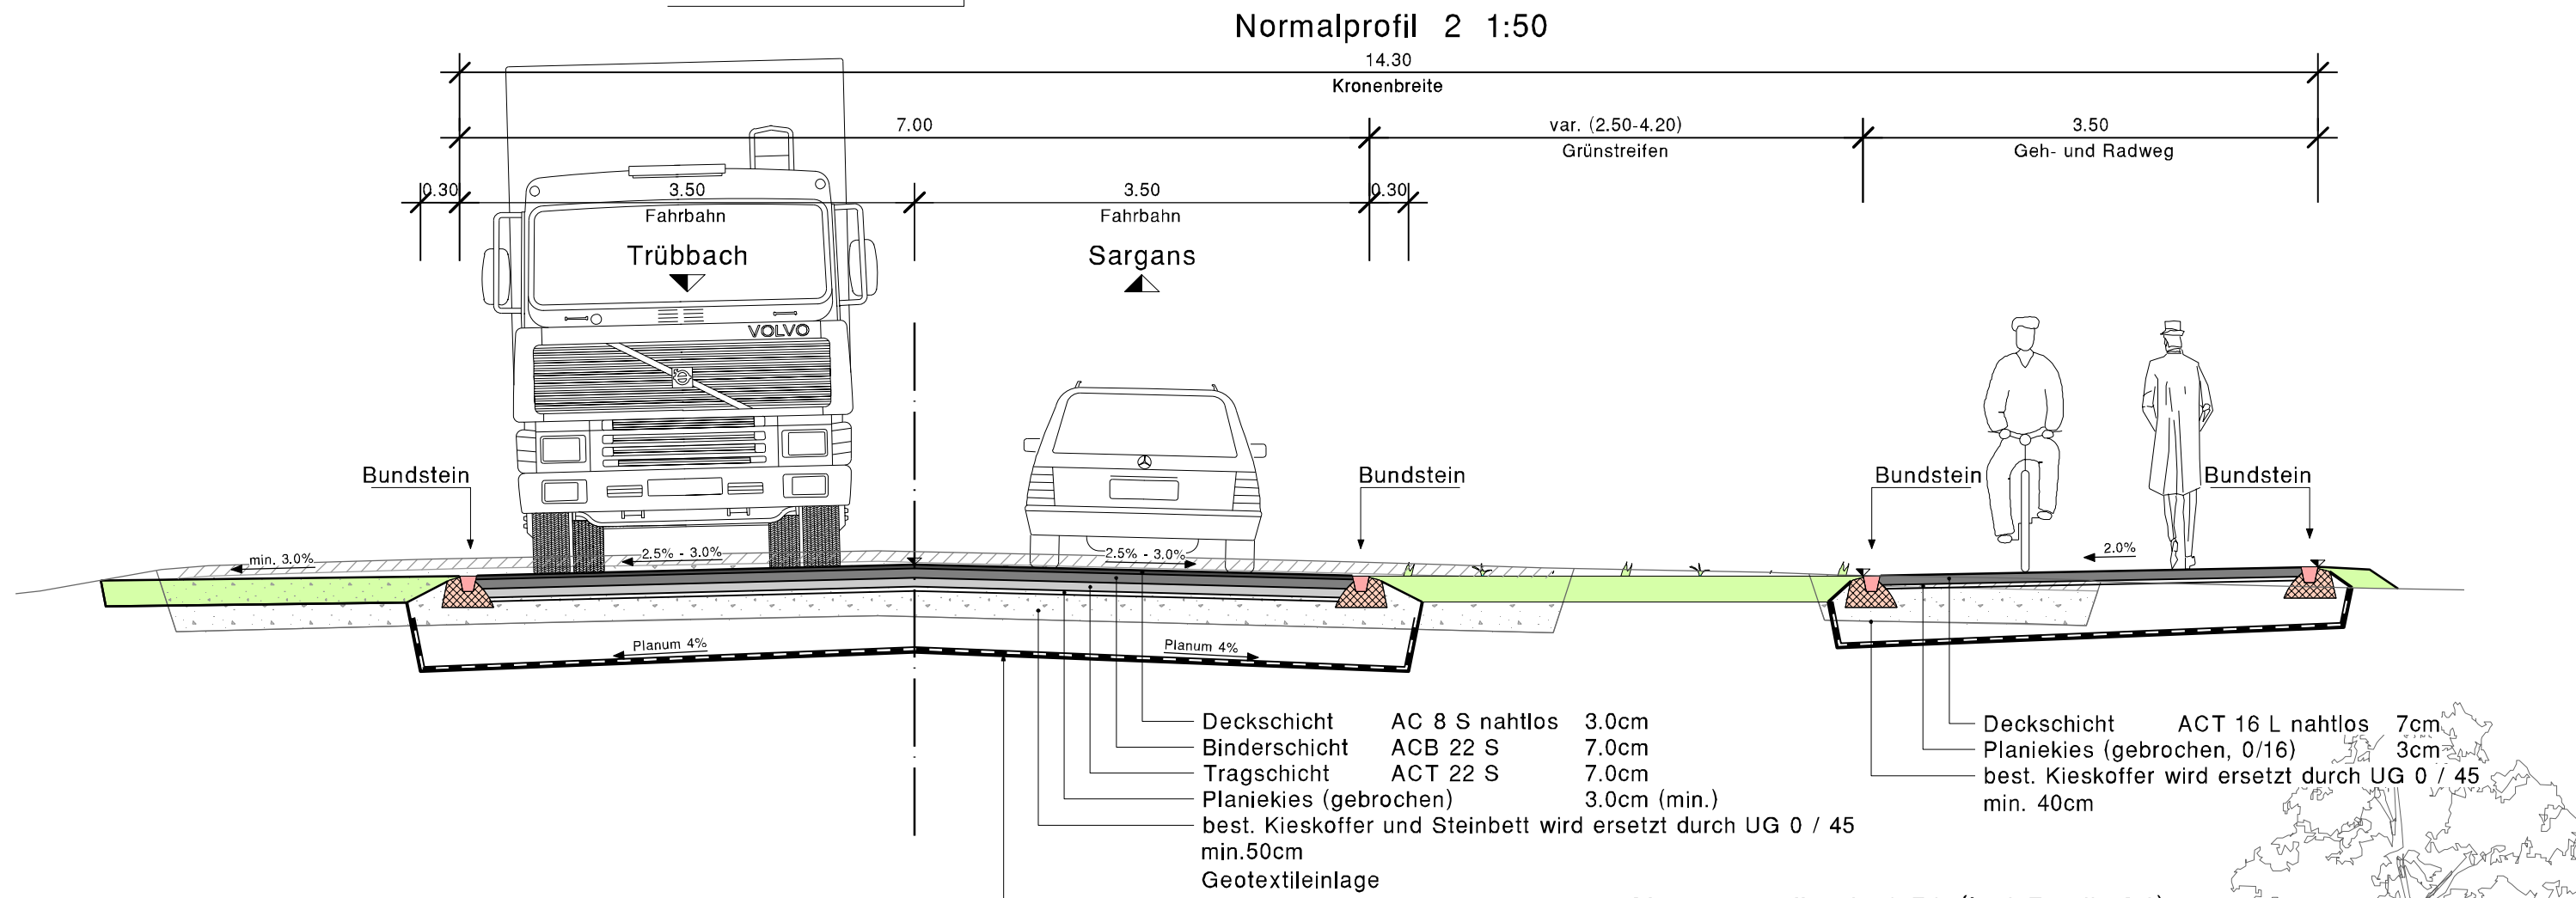 Normalprofil 2 1:50
14.30
Kronenbreite
7.00
var. (2.50-4.20)
3.50
Grünstreifen
Geh- und Radweg
0.30
3.50
3.50
0.30
Fahrbahn
Fahrbahn
Trübbach
Sargans
VOLVO
Bundstein
Bundstein
Bundstein
Bundstein
min. 3.0%
2.5% - 3.0%
2.5% - 3.0%
2.0%
Planum 4%
Planum 4%
Deckschicht AC 8 S nahtlos 3.0cm
Binderschicht ACB 22 S 7.0cm
Tragschicht ACT 22 S 7.0cm
Planiekies (gebrochen) 3.0cm (min.)
best. Kieskoffer und Steinbett wird ersetzt durch UG 0 / 45
min.50cm
Geotextileinlage
Deckschicht ACT 16 L nahtlos 7cm
Planiekies (gebrochen, 0/16) 3cm
best. Kieskoffer wird ersetzt durch UG 0 / 45
min. 40cm